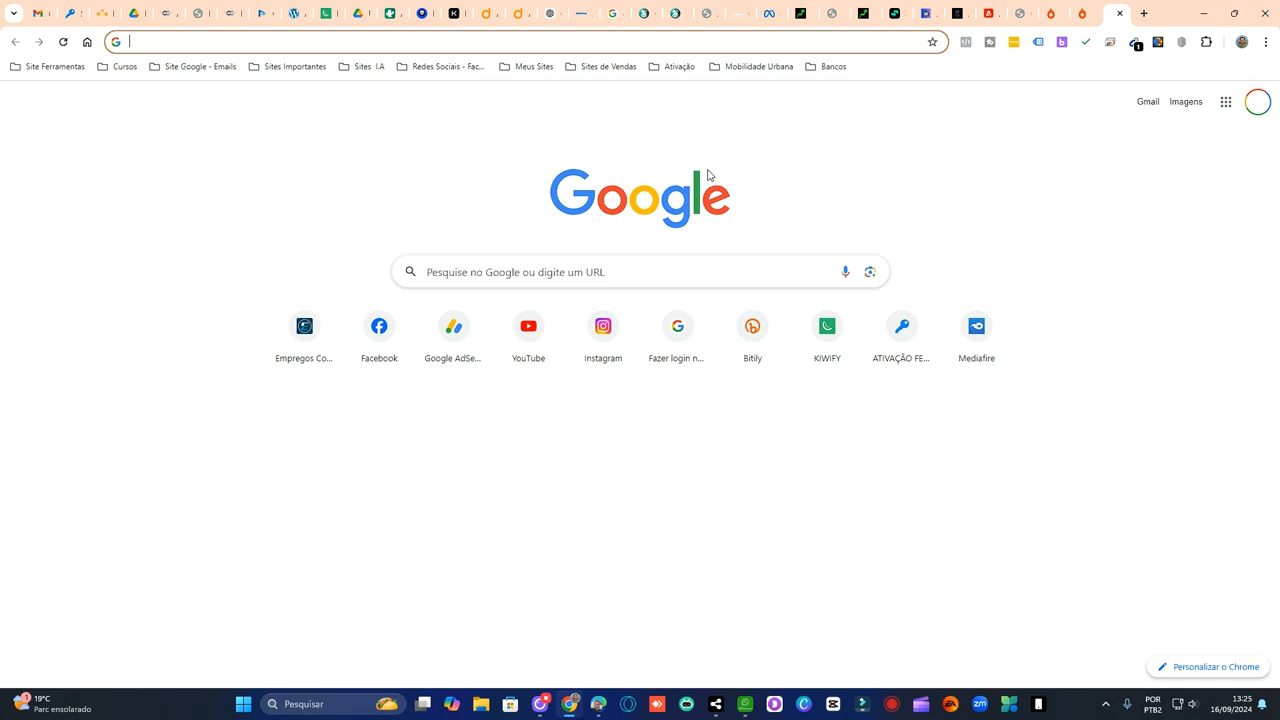 Site Ferramentas
Cursos
Site Google - Emails
Sites Importantes
Sites I.A
Redes Sociais - Fac...
Meus Sites
Sites de Vendas
Ativação
Mobilidade Urbana
Bancos
Gmail
Imagens
Google
Pesquise no Google ou digite um URL
Empregos Co...
Facebook
Google AdSe...
YouTube
Instagram
Fazer login n...
Bitily
KIWIFY
ATIVAÇÃO FE...
Mediafire
Personalizar o Chrome
1
19°C
Parc ensolarado
Pesquisar
POR
PTB2
13:25
16/09/2024